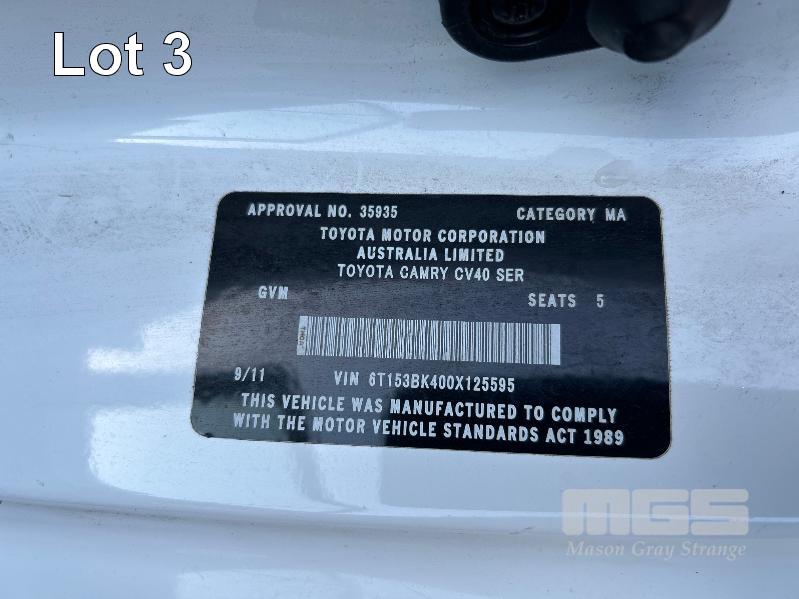 Lot 3
APPROVAL NO. 35935 CATEGORY MA
TOYOTA MOTOR CORPORATION
AUSTRALIA LIMITED
TOYOTA CAMRY CV40 SER
GVM SEATS 5
9/11 VIN 6T153BK400X125595
THIS VEHICLE WAS MANUFACTURED TO COMPLY
WITH THE MOTOR VEHICLE STANDARDS ACT 1989
MGS
Mason Gray Strange